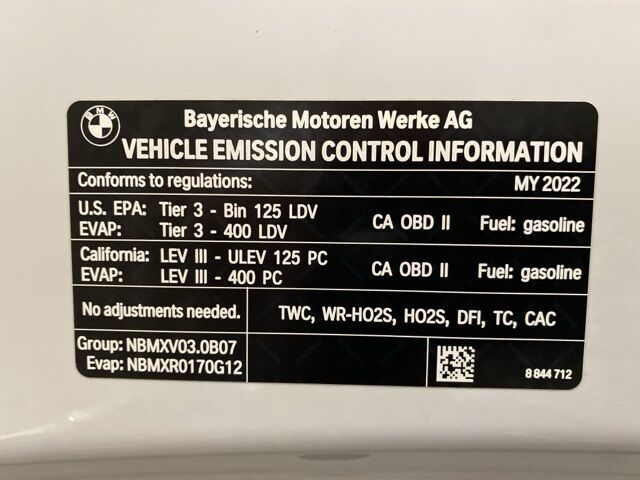 BMW
Bayerische Motoren Werke AG
VEHICLE EMISSION CONTROL INFORMATION
Conforms to regulations: MY 2022
U.S. EPA: Tier 3 - Bin 125 LDV CA OBD II Fuel: gasoline
EVAP: Tier 3 - 400 LDV
California: LEV III - ULEV 125 PC CA OBD II Fuel: gasoline
EVAP: LEV III - 400 PC
No adjustments needed. TWC, WR-HO2S, HO2S, DFI, TC, CAC
Group: NBMXV03.0B07
Evap: NBMXR0170G12 8 844 712